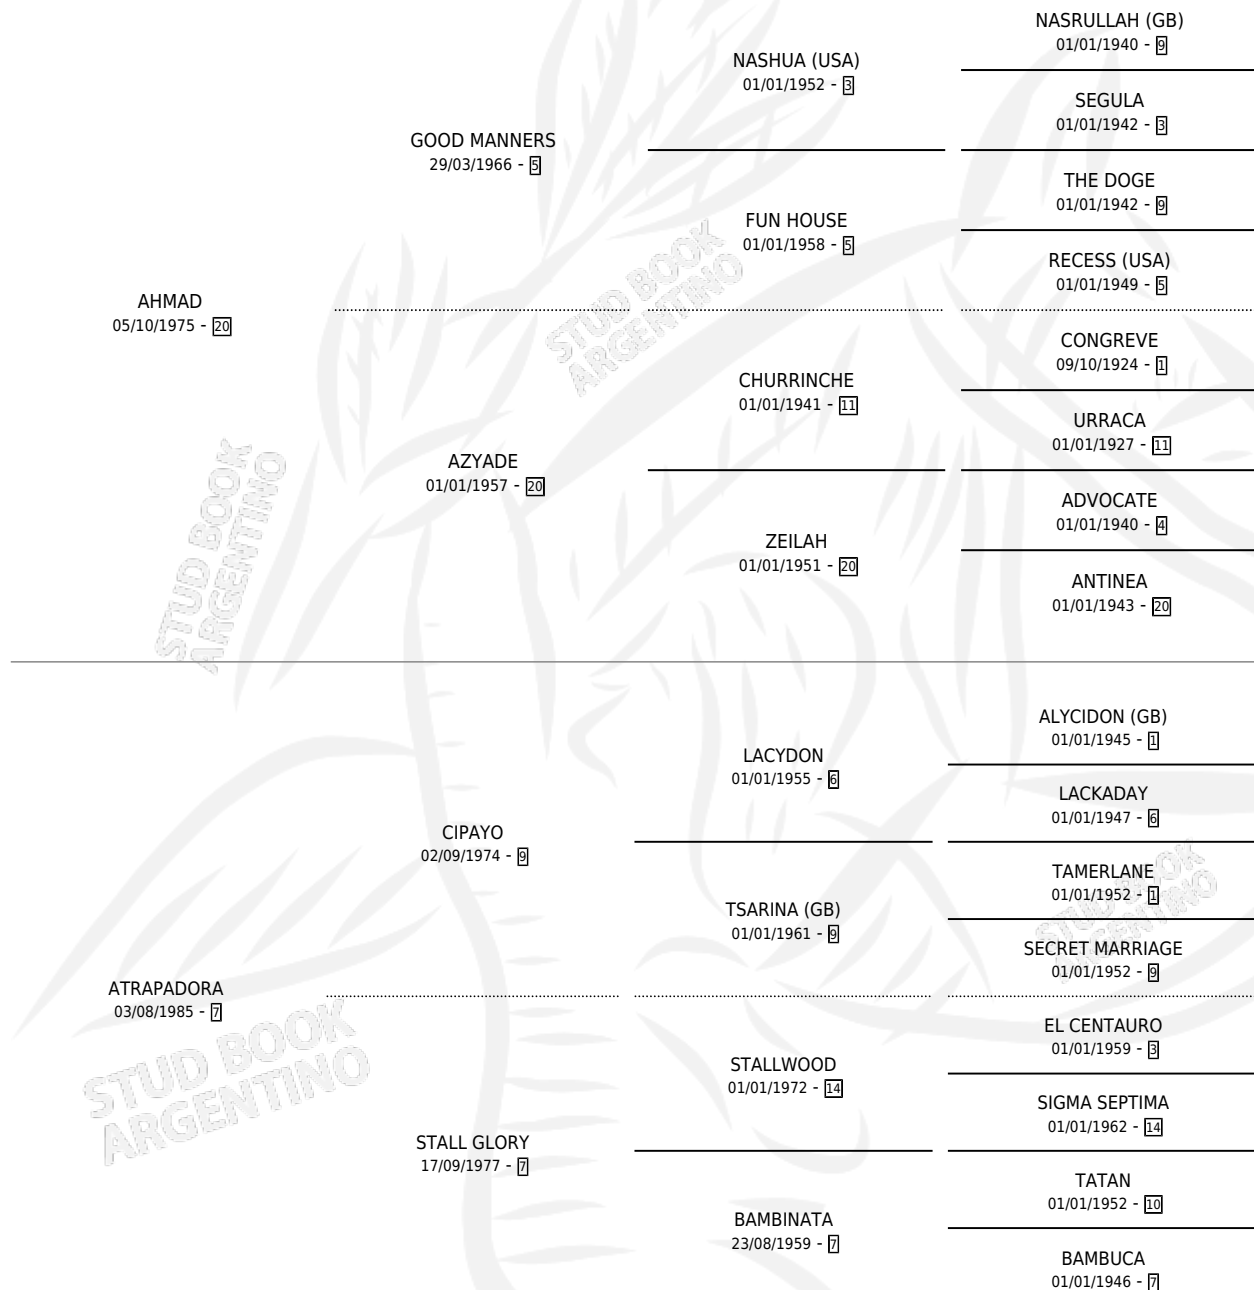 NASRULLAH (GB)
01/01/1940 - 9
NASHUA (USA)
01/01/1952 - 3
SEGULA
01/01/1942 - 3
GOOD MANNERS
29/03/1966 - 5
THE DOGE
01/01/1942 - 9
FUN HOUSE
01/01/1958 - 5
RECESS (USA)
01/01/1949 - 5
AHMAD
05/10/1975 - 20
CONGREVE
09/10/1924 - 1
CHURRINCHE
01/01/1941 - 11
URRACA
01/01/1927 - 11
AZYADE
01/01/1957 - 20
ADVOCATE
01/01/1940 - 4
ZEILAH
01/01/1951 - 20
ANTINEA
01/01/1943 - 20
STUD BOOK
ARGENTINO
STUD BOOK
ARGENTINO
ALYCIDON (GB)
01/01/1945 - 1
LACYDON
01/01/1955 - 6
LACKADAY
01/01/1947 - 6
CIPAYO
02/09/1974 - 9
TAMERLANE
01/01/1952 - 1
TSARINA (GB)
01/01/1961 - 9
SECRET MARRIAGE
01/01/1952 - 9
ATRAPADORA
03/08/1985 - 7
EL CENTAURO
01/01/1959 - 3
STALLWOOD
01/01/1972 - 14
SIGMA SEPTIMA
01/01/1962 - 14
STALL GLORY
17/09/1977 - 7
TATAN
01/01/1952 - 10
BAMBINATA
23/08/1959 - 7
BAMBUCA
01/01/1946 - 7
STUD BOOK
ARGENTINO
STUD BOOK
ARGENTINO